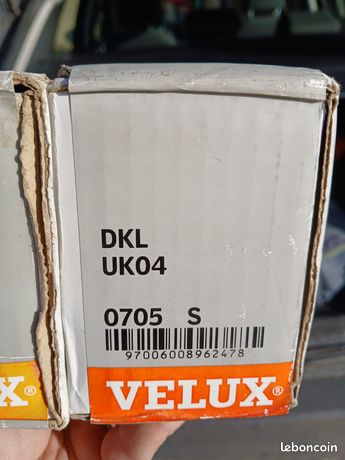 DKL
UK04
0705 S
97006008962478
VELUX®
X®
leboncoin